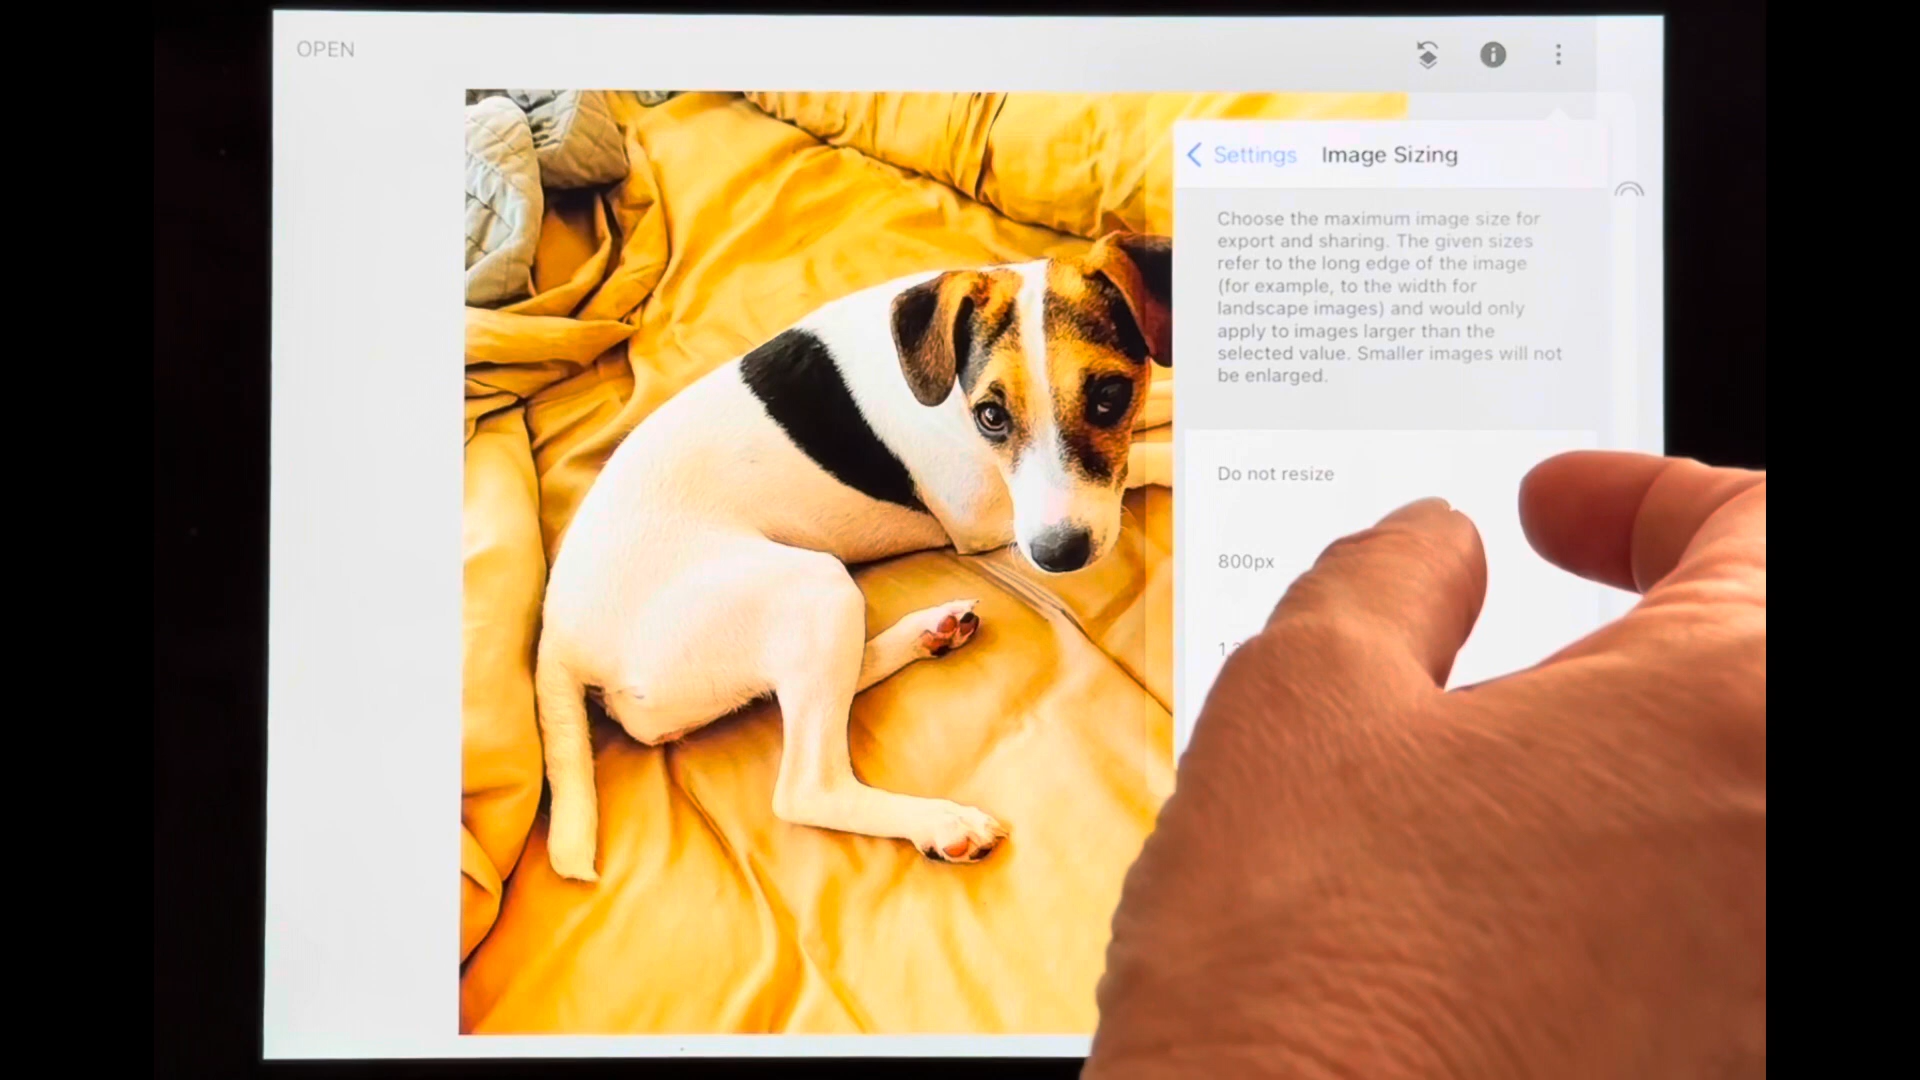 OPEN
Settings Image Sizing
Choose the maximum image size for
export and sharing. The given sizes
refer to the long edge of the image
(for example, to the width for
landscape images) and would only
apply to images larger than the
selected value. Smaller images will not
be enlarged.
Do not resize
800px